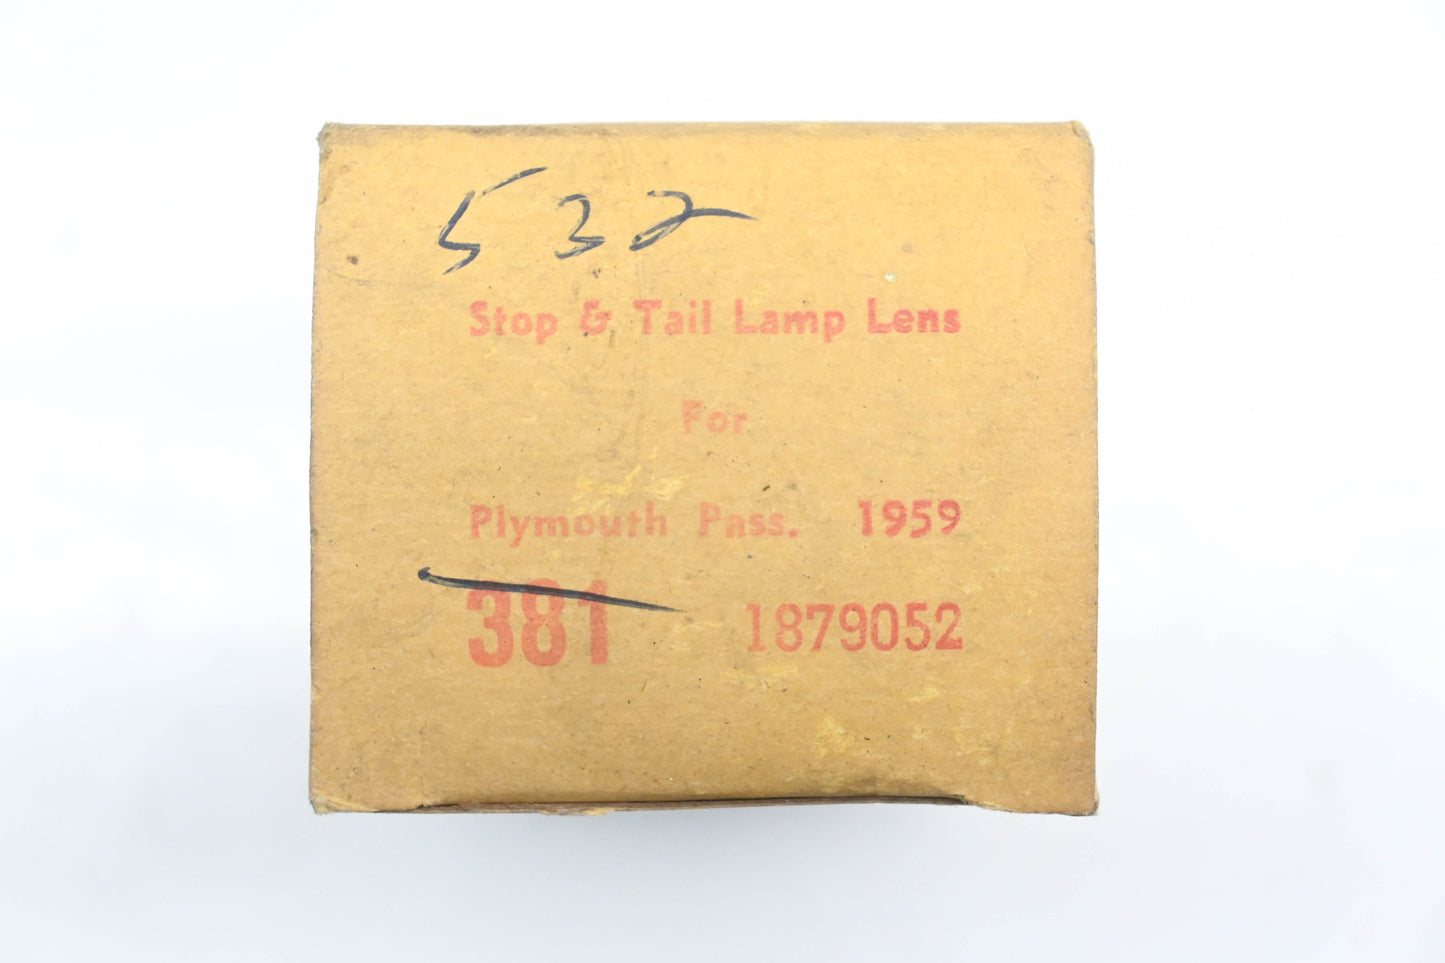 532
Stop & Tail Lamp Lens
For
Plymouth Pass. 1959
381 1879052